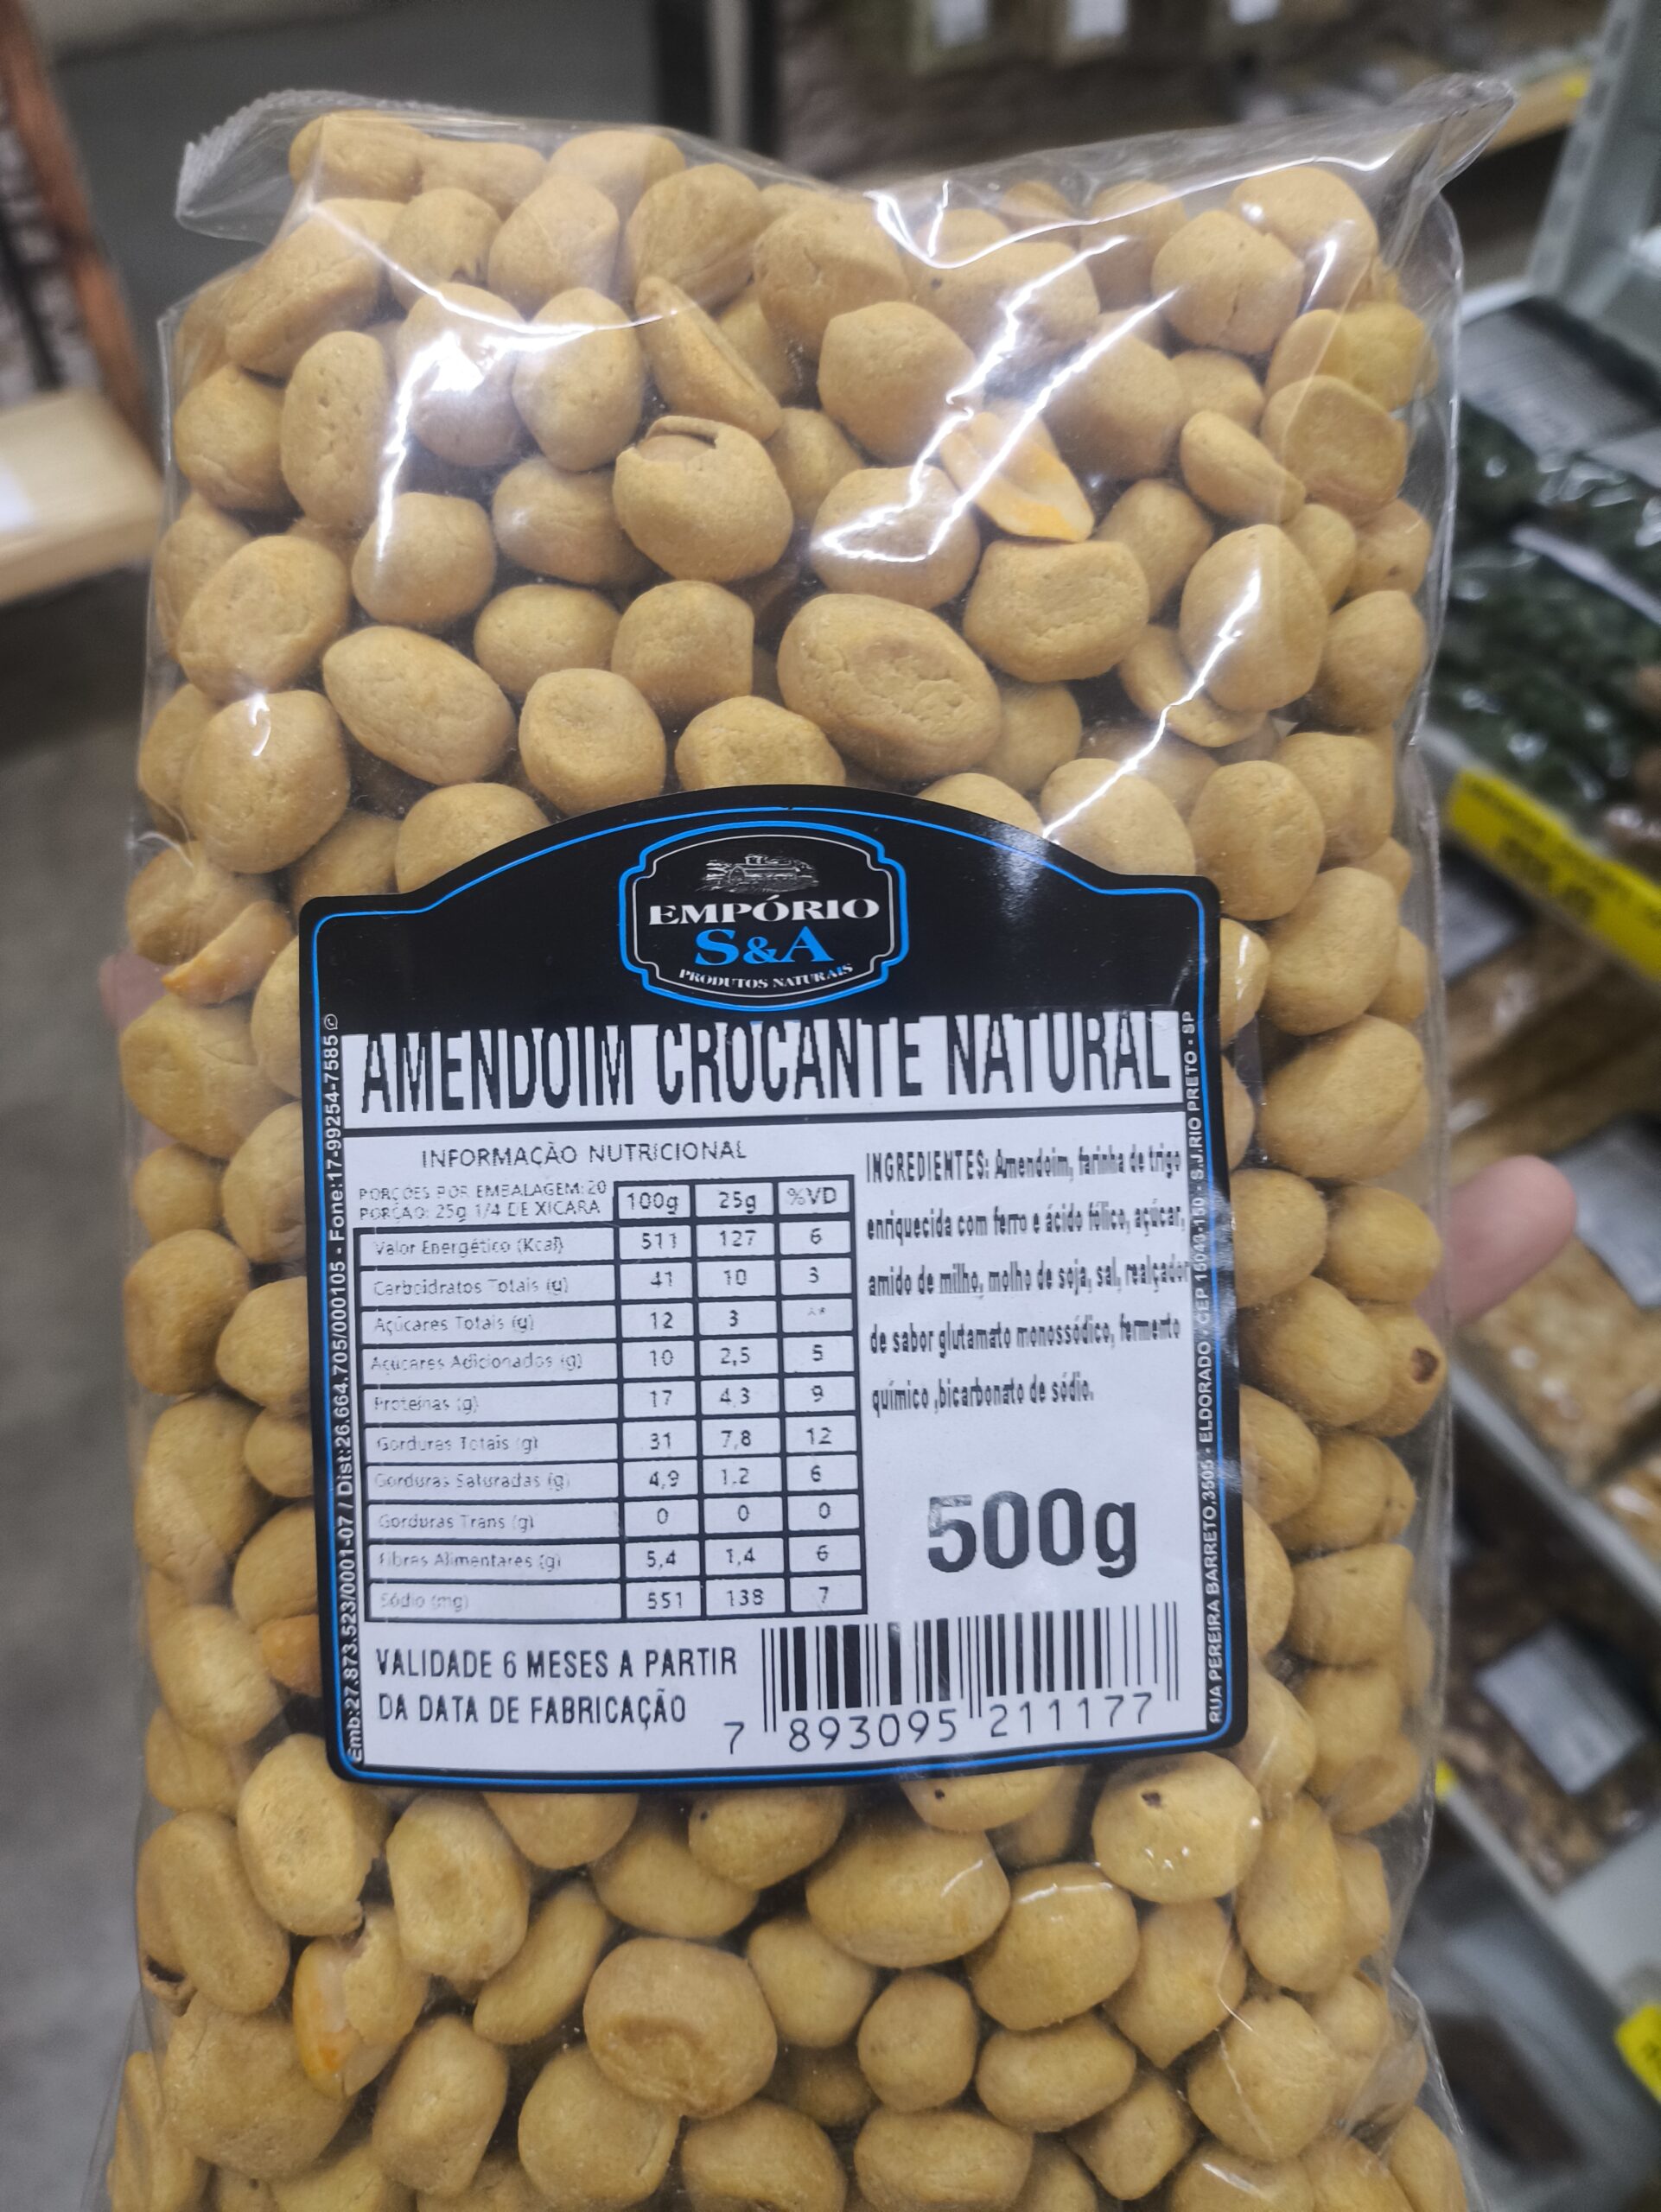 EMPÓRIO
S&A
PRODUTOS NATURAIS
AMENDOIM CROCANTE NATURAL
INFORMAÇÃO NUTRICIONAL
PORÇÕES POR EMBALAGEM: 20
PORÇÃO: 25g 1/4 DE XICARA
100g 25g %VD
Valor Energético (Kcal) 511 127 6
Carboidratos Totais (g) 41 10 3
Açúcares Totais (g) 12 3 **
Açúcares Adicionados (g) 10 2,5 5
Proteínas (g) 17 4,3 9
Gorduras Totais (g) 31 7,8 12
Gorduras Saturadas (g) 4,9 1,2 6
Gorduras Trans (g) 0 0 0
Fibras Alimentares (g) 5,4 1,4 6
Sódio (mg) 551 138 7
INGREDIENTES: Amendoim, farinha de trigo
enriquecida com ferro e ácido fólico, açúcar,
amido de milho, molho de soja, sal, realçador
de sabor glutamato monossódico, fermento
químico ,bicarbonato de sódio.
500g
VALIDADE 6 MESES A PARTIR
DA DATA DE FABRICAÇÃO
7 893095 211177
Emb:27.873.523/0001-07 / Dist:26.664.705/000105 - Fone:17-99254-7585
RUA PEREIRA BARRETO,3505 - ELDORADO - CEP 15043-150 - S.J.RIO PRETO - SP